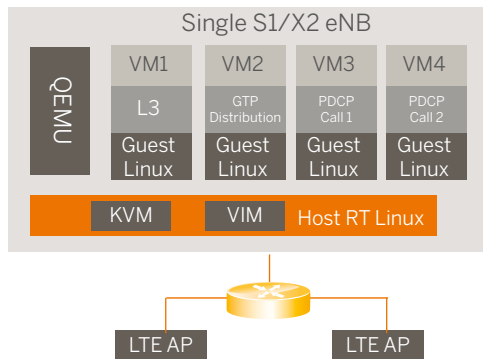 Single S1/X2 eNB
QEMU
VM1
VM2
VM3
VM4
L3
GTP
Distribution
PDCP
Call 1
PDCP
Call 2
Guest
Linux
Guest
Linux
Guest
Linux
Guest
Linux
KVM
VIM
Host RT Linux
LTE AP
LTE AP